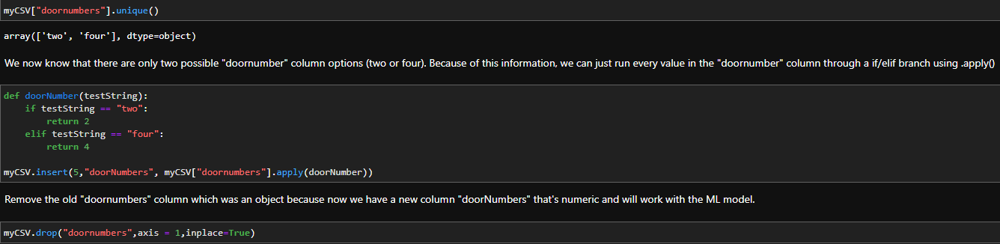 myCSV["doornumbers"].unique()
array(['two', 'four'], dtype=object)
We now know that there are only two possible "doornumber" column options (two or four). Because of this information, we can just run every value in the "doornumber" column through a if/elif branch using .apply()
def doorNumber(testString):
    if testString == "two":
        return 2
    elif testString == "four":
        return 4
myCSV.insert(5,"doorNumbers", myCSV["doornumbers"].apply(doorNumber))
Remove the old "doornumbers" column which was an object because now we have a new column "doorNumbers" that's numeric and will work with the ML model.
myCSV.drop("doornumbers",axis = 1,inplace=True)